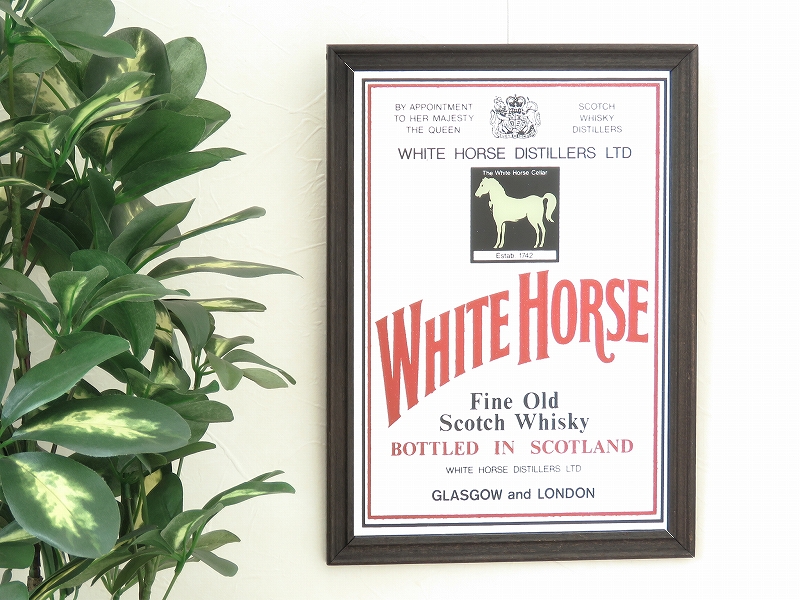 BY APPOINTMENT
TO HER MAJESTY
THE QUEEN
SCOTCH
WHISKY
DISTILLERS
WHITE HORSE DISTILLERS LTD
The White Horse Cellar
Estab. 1742
WHITE HORSE
Fine Old
Scotch Whisky
BOTTLED IN SCOTLAND
WHITE HORSE DISTILLERS LTD
GLASGOW and LONDON